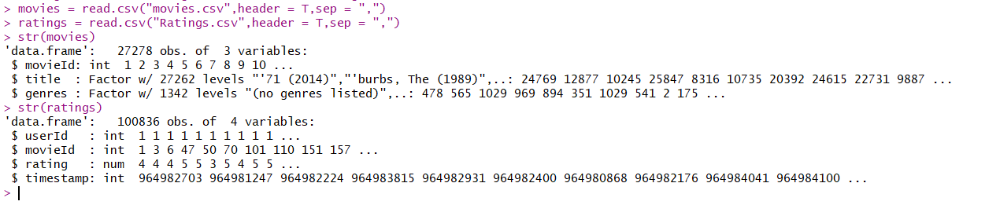 > movies = read.csv("movies.csv",header = T,sep = ",")
> ratings = read.csv("Ratings.csv",header = T,sep = ",")
> str(movies)
'data.frame':   27278 obs. of  3 variables:
 $ movieId: int  1 2 3 4 5 6 7 8 9 10 ...
 $ title  : Factor w/ 27262 levels "'71 (2014)","'burbs, The (1989)",..: 24769 12877 10245 25847 8316 10735 20392 24615 22731 9887 ...
 $ genres : Factor w/ 1342 levels "(no genres listed)",..: 478 565 1029 969 894 351 1029 541 2 175 ...
> str(ratings)
'data.frame':   100836 obs. of  4 variables:
 $ userId   : int  1 1 1 1 1 1 1 1 1 1 ...
 $ movieId  : int  1 3 6 47 50 70 101 110 151 157 ...
 $ rating   : num  4 4 4 5 5 3 5 4 5 5 ...
 $ timestamp: int  964982703 964981247 964982224 964983815 964982931 964982400 964980868 964982176 964984041 964984100 ...
>